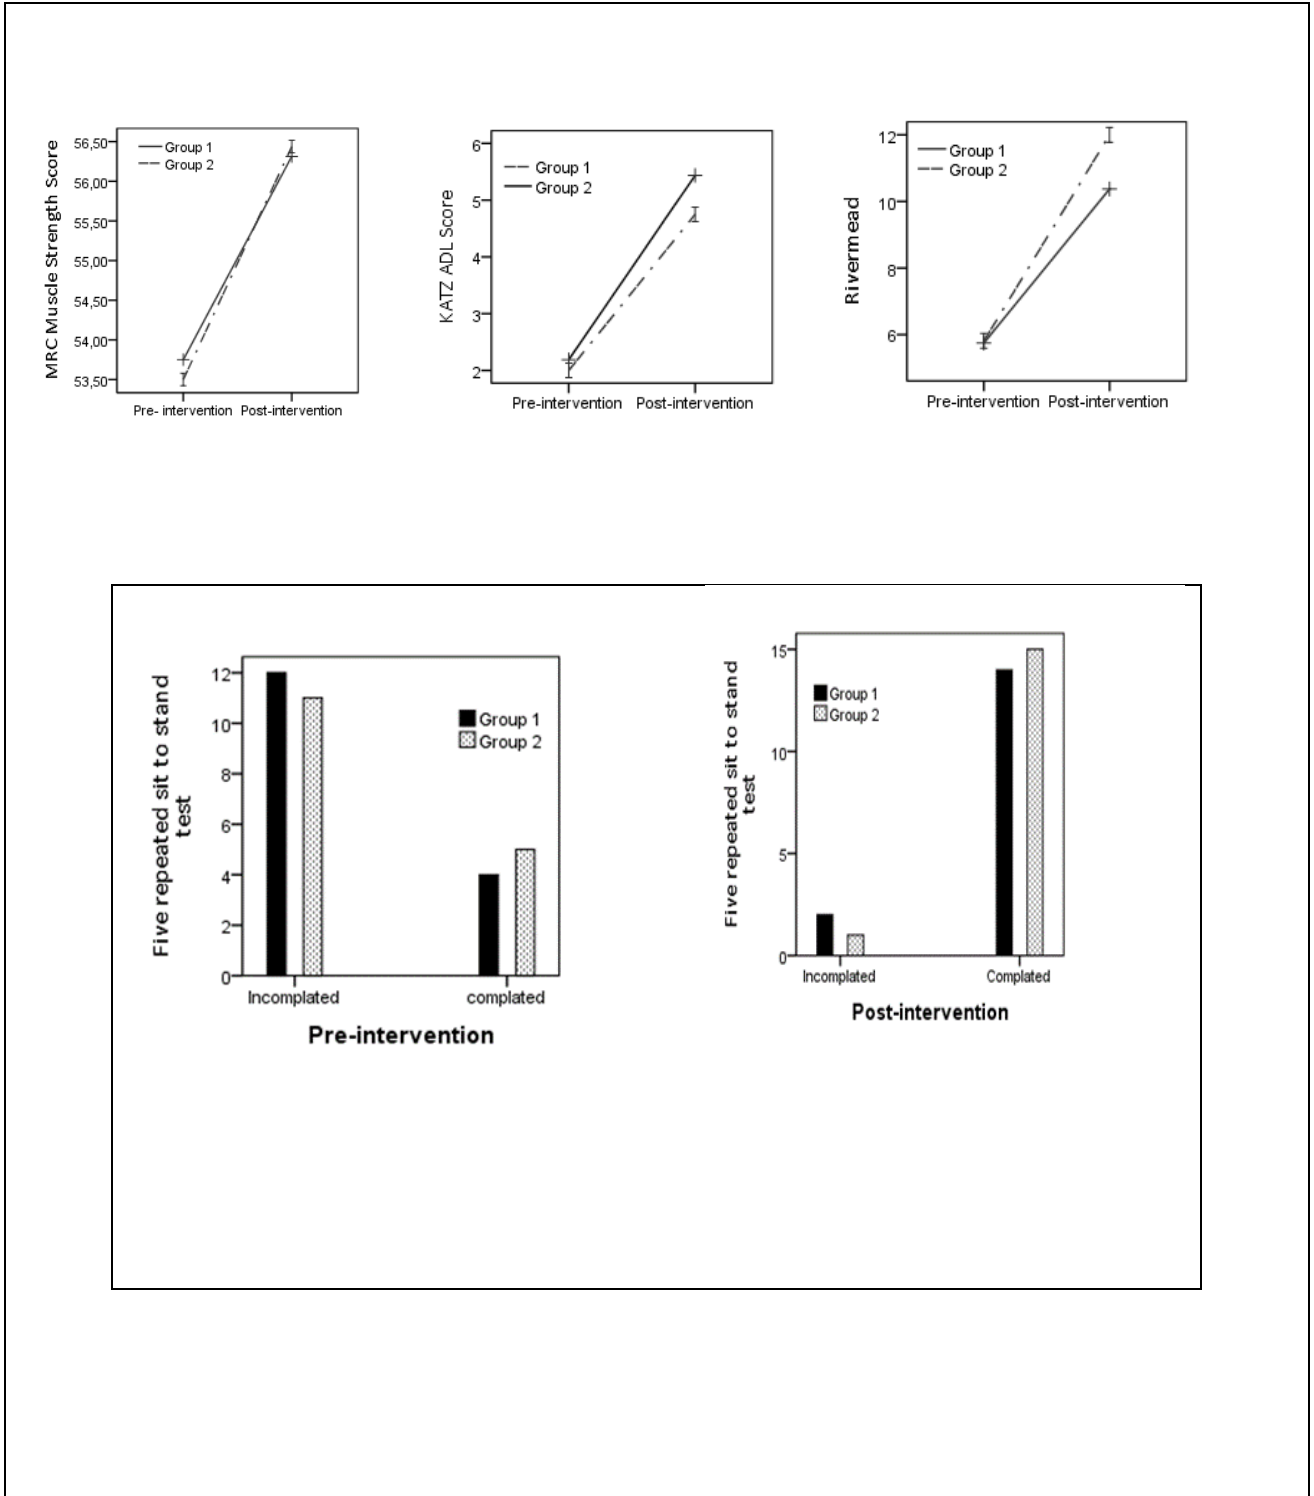 MRC Muscle Strength Score
56,50
56,00
55,50
55,00
54,50
54,00
53,50
Group 1
Group 2
Pre- intervention Post-intervention
KATZ ADL Score
6
5
4
3
2
Group 1
Group 2
Pre-intervention Post-intervention
Rivermead
12
10
8
6
Group 1
Group 2
Pre-intervention Post-intervention
Five repeated sit to stand
test
12
10
8
6
4
2
0
Group 1
Group 2
Incomplated complated
Pre-intervention
Five repeated sit to stand
test
15
10
5
0
Group 1
Group 2
Incomplated Complated
Post-intervention